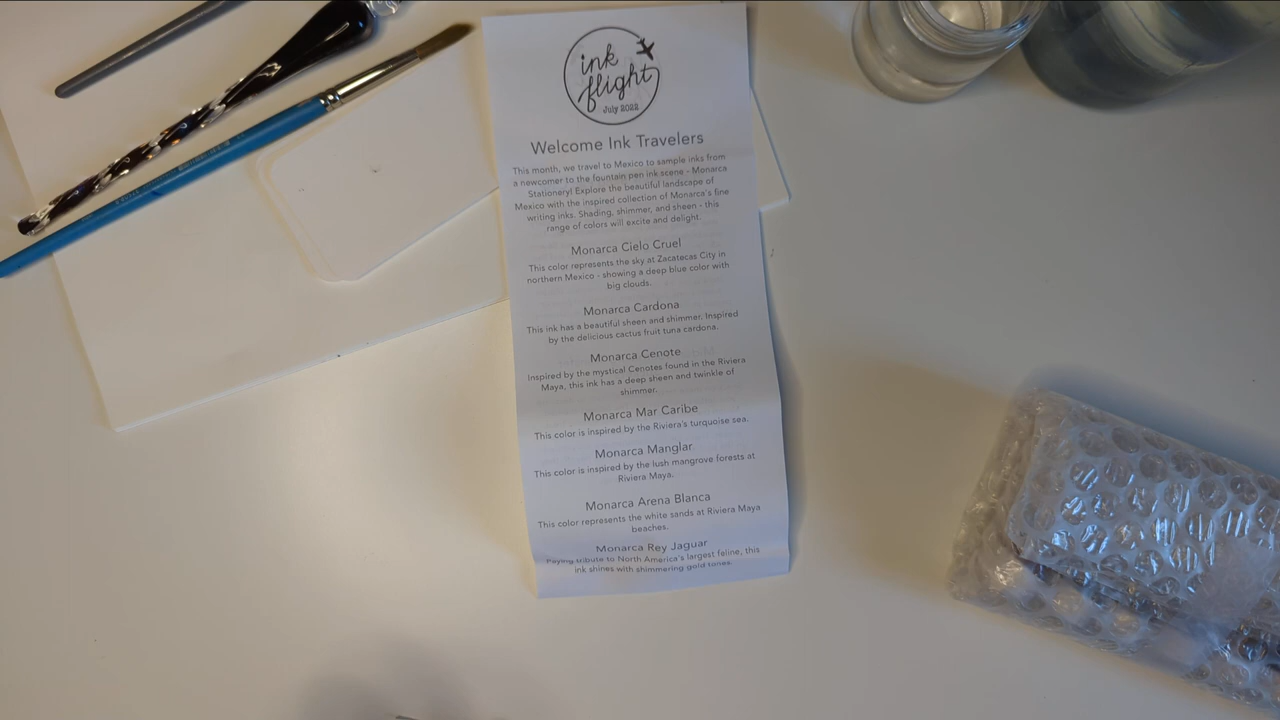 ink
flight
July 2022
Welcome Ink Travelers
This month, we travel to Mexico to sample inks from
a newcomer to the fountain pen ink scene - Monarca
Stationery! Explore the beautiful landscape of
Mexico with the inspired collection of Monarca's fine
writing inks. Shading, shimmer, and sheen - this
range of colors will excite and delight.
Monarca Cielo Cruel
This color represents the sky at Zacatecas City in
northern Mexico - showing a deep blue color with
big clouds.
Monarca Cardona
This ink has a beautiful sheen and shimmer. Inspired
by the delicious cactus fruit tuna cardona.
Monarca Cenote
Inspired by the mystical Cenotes found in the Riviera
Maya, this ink has a deep sheen and twinkle of
shimmer.
Monarca Mar Caribe
This color is inspired by the Riviera's turquoise sea.
Monarca Manglar
This color is inspired by the lush mangrove forests at
Riviera Maya.
Monarca Arena Blanca
This color represents the white sands at Riviera Maya
beaches.
Monarca Rey Jaguar
Paying tribute to North America's largest feline, this
ink shines with shimmering gold tones.